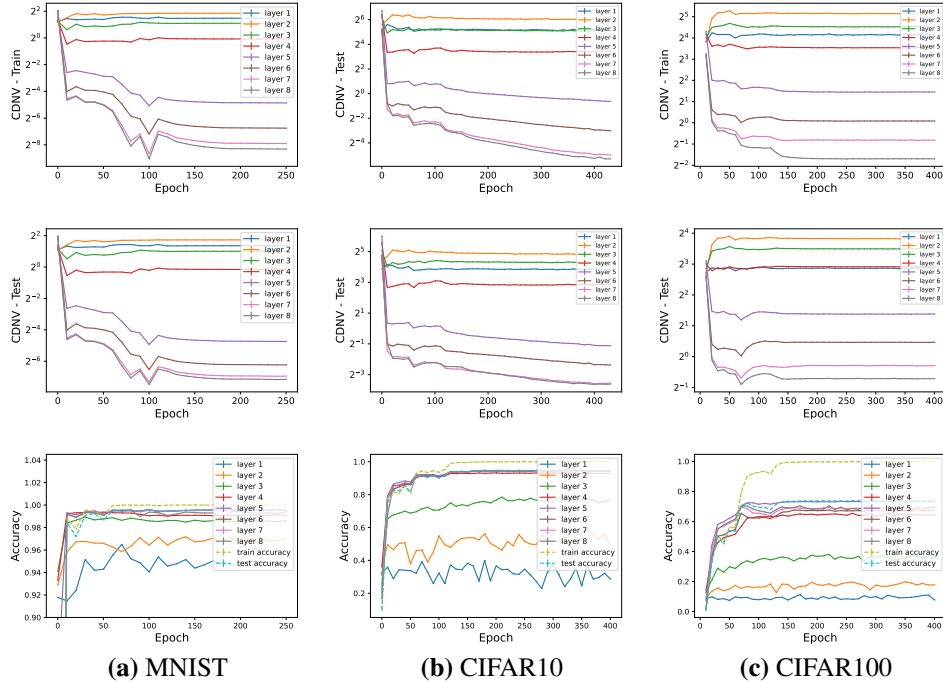 CDNV - Train
2^2
2^0
2^-2
2^-4
2^-6
2^-8
0 50 100 150 200 250
Epoch
layer 1
layer 2
layer 3
layer 4
layer 5
layer 6
layer 7
layer 8
CDNV - Test
2^6
2^4
2^2
2^0
2^-2
2^-4
0 100 200 300 400
Epoch
layer 1
layer 2
layer 3
layer 4
layer 5
layer 6
layer 7
layer 8
CDNV - Train
2^5
2^4
2^3
2^2
2^1
2^0
2^-1
2^-2
0 50 100 150 200 250 300 350 400
Epoch
layer 1
layer 2
layer 3
layer 4
layer 5
layer 6
layer 7
layer 8
CDNV - Test
2^2
2^0
2^-2
2^-4
2^-6
0 50 100 150 200 250
Epoch
layer 1
layer 2
layer 3
layer 4
layer 5
layer 6
layer 7
layer 8
CDNV - Test
2^5
2^3
2^1
2^-1
2^-3
0 100 200 300 400
Epoch
layer 1
layer 2
layer 3
layer 4
layer 5
layer 6
layer 7
layer 8
CDNV - Test
2^4
2^3
2^2
2^1
2^0
2^-1
0 50 100 150 200 250 300 350 400
Epoch
layer 1
layer 2
layer 3
layer 4
layer 5
layer 6
layer 7
layer 8
Accuracy
1.04
1.02
1.00
0.98
0.96
0.94
0.92
0.90
0 50 100 150 200 250
Epoch
layer 1
layer 2
layer 3
layer 4
layer 5
layer 6
layer 7
layer 8
train accuracy
test accuracy
Accuracy
1.0
0.8
0.6
0.4
0.2
0 50 100 150 200 250 300 350 400
Epoch
layer 1
layer 2
layer 3
layer 4
layer 5
layer 6
layer 7
layer 8
train accuracy
test accuracy
Accuracy
1.0
0.8
0.6
0.4
0.2
0.0
0 50 100 150 200 250 300 350 400
Epoch
layer 1
layer 2
layer 3
layer 4
layer 5
layer 6
layer 7
layer 8
train accuracy
test accuracy
(a) MNIST
(b) CIFAR10
(c) CIFAR100